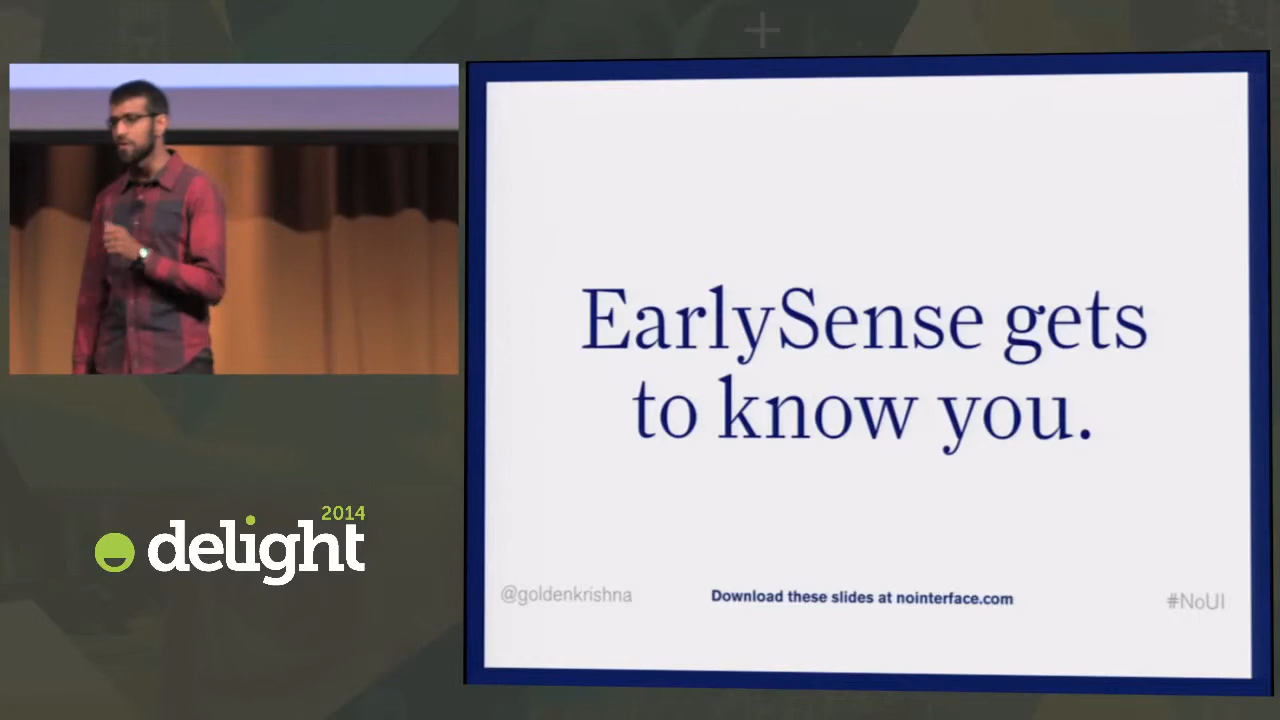 EarlySense gets
to know you.
@goldenkrishna
Download these slides at nointerface.com
#NoUI
2014
delight